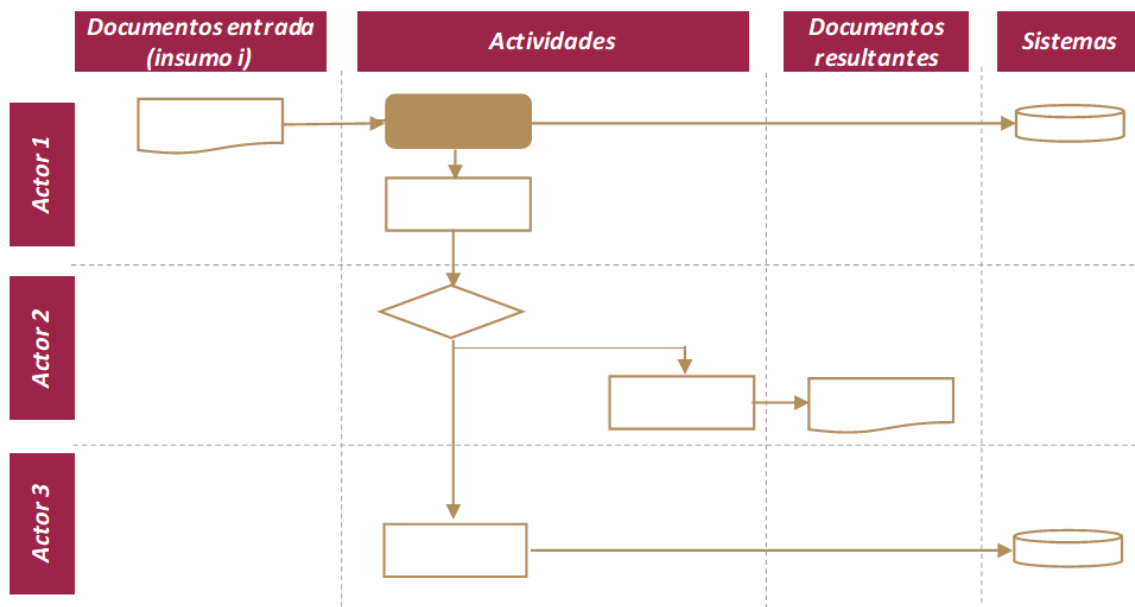 Documentos entrada
(insumo i)
Actividades
Documentos
resultantes
Sistemas
Actor 1
Actor 2
Actor 3